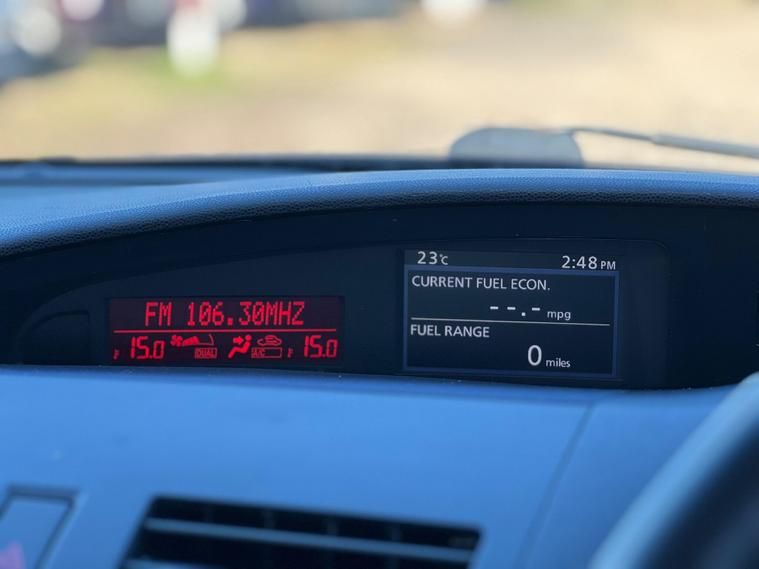 FM 106.30MHZ
15.0 DUAL A/C 15.0
23°C 2:48 PM
CURRENT FUEL ECON.
--.- mpg
FUEL RANGE
0 miles